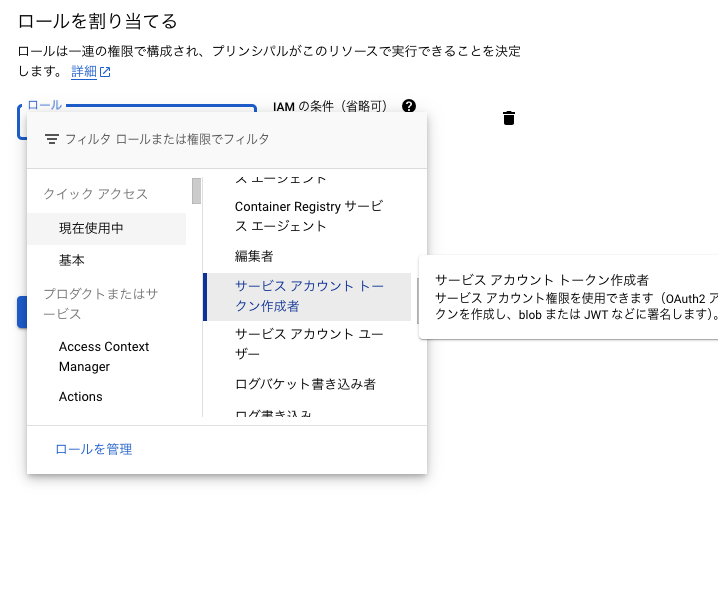 ロールを割り当てる
ロールは一連の権限で構成され、プリンシパルがこのリソースで実行できることを決定
します。 詳細
ロール
IAM の条件（省略可）
フィルタ ロールまたは権限でフィルタ
クイック アクセス
現在使用中
基本
プロダクトまたはサ
ービス
Access Context
Manager
Actions
ス エージェント
Container Registry サービ
ス エージェント
編集者
サービス アカウント トー
クン作成者
サービス アカウント ユー
ザー
ログバケット書き込み者
ログ書き込み
サービス アカウント トークン作成者
サービス アカウント権限を使用できます（OAuth2 ア
クンを作成し、blob または JWT などに署名します）。
ロールを管理